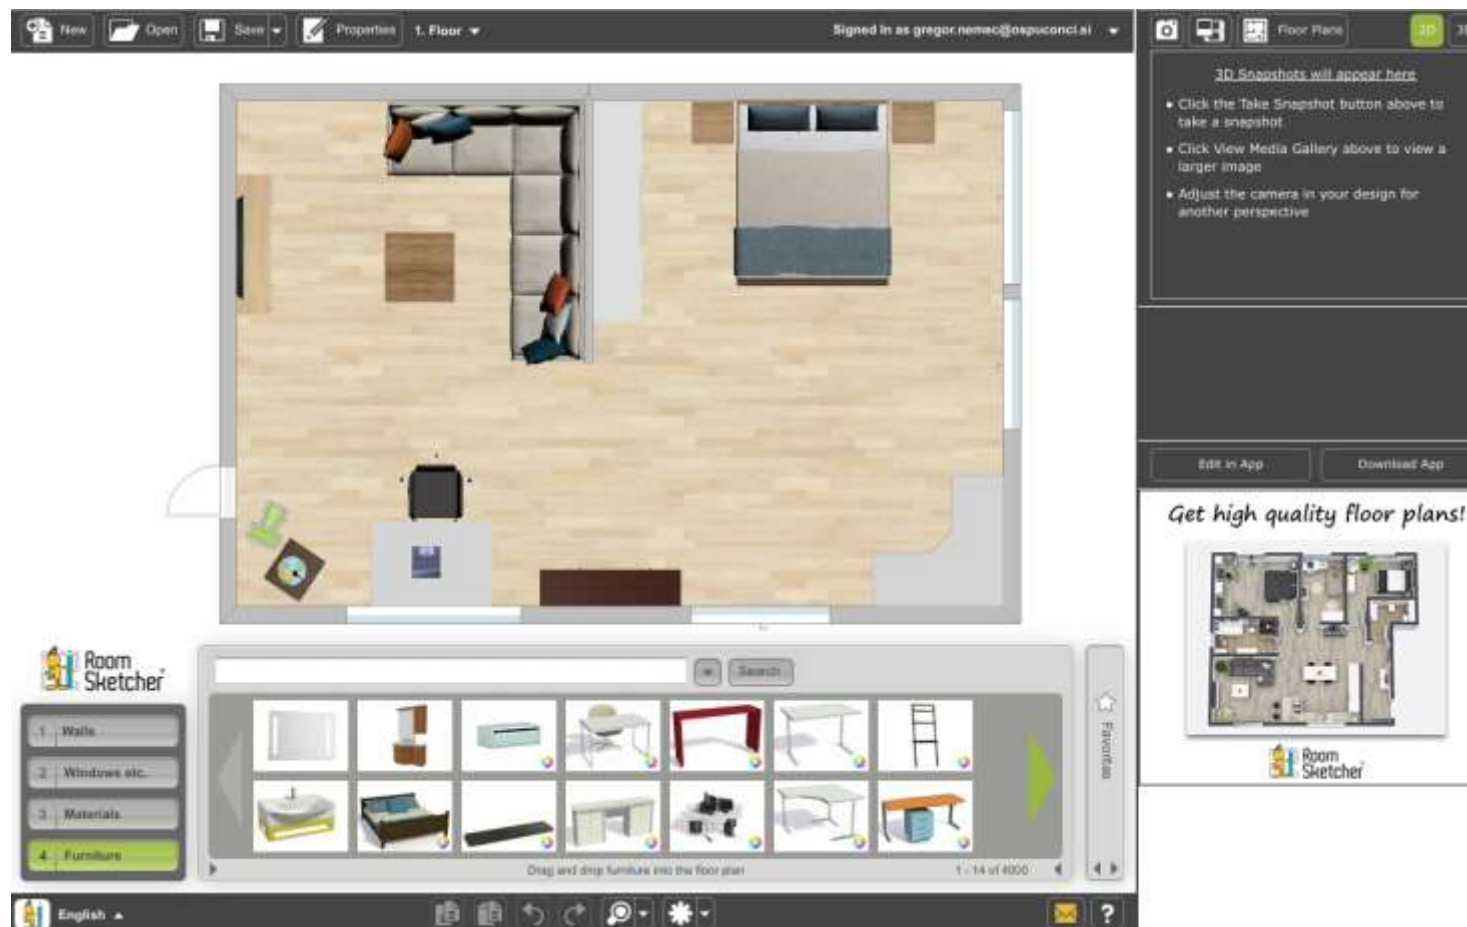 New
Open
Save
Properties
1. Floor
Signed in as gregor.nemec@ospuconci.si
Floor Plans
3D
3D Snapshots will appear here
• Click the Take Snapshot button above to
take a snapshot
• Click View Media Gallery above to view a
larger image
• Adjust the camera in your design for
another perspective
Edit in App
Download App
Get high quality floor plans!
Room
Sketcher
Room
Sketcher
1 Walls
2 Windows etc.
3 Materials
4 Furniture
Search
Favorites
Drag and drop furniture into the floor plan
1 - 14 of 4000
English
?